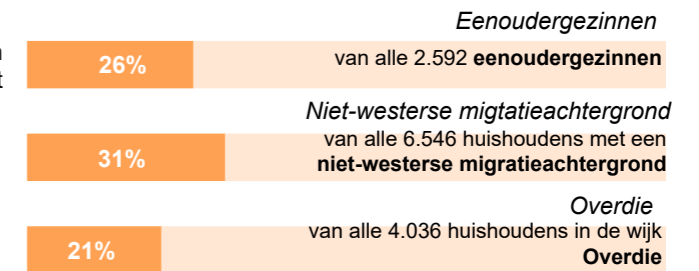 Eenoudergezinnen
26%
van alle 2.592 eenoudergezinnen
t
Niet-westerse migtatieachtergrond
31%
van alle 6.546 huishoudens met een
niet-westerse migratieachtergrond
Overdie
21%
van alle 4.036 huishoudens in de wijk
Overdie